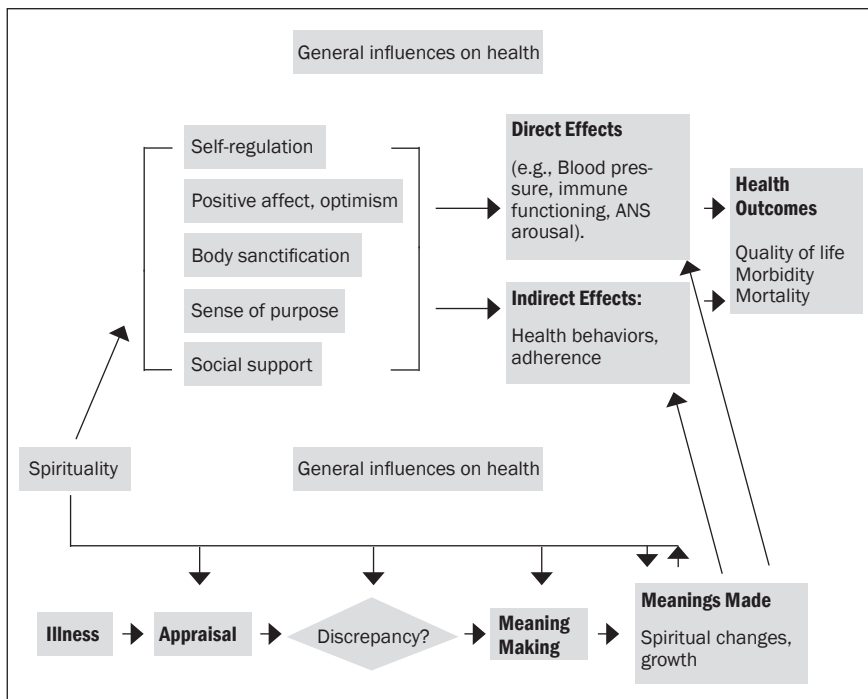 General influences on health
Self-regulation
Positive affect, optimism
Body sanctification
Sense of purpose
Social support
Direct Effects
(e.g., Blood pres-
sure, immune
functioning, ANS
arousal).
Indirect Effects:
Health behaviors,
adherence
Health
Outcomes
Quality of life
Morbidity
Mortality
Spirituality
General influences on health
Illness
Appraisal
Discrepancy?
Meaning
Making
Meanings Made
Spiritual changes,
growth